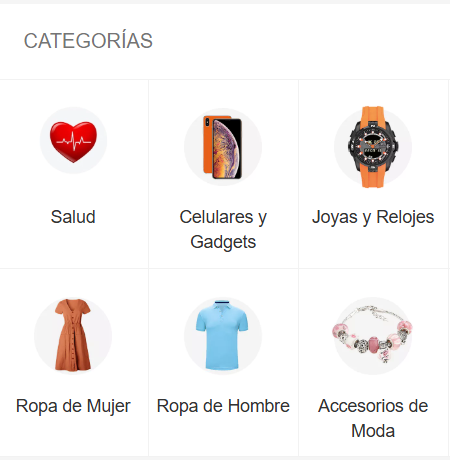 CATEGORÍAS
Salud
Celulares y
Gadgets
Joyas y Relojes
Ropa de Mujer
Ropa de Hombre
Accesorios de
Moda